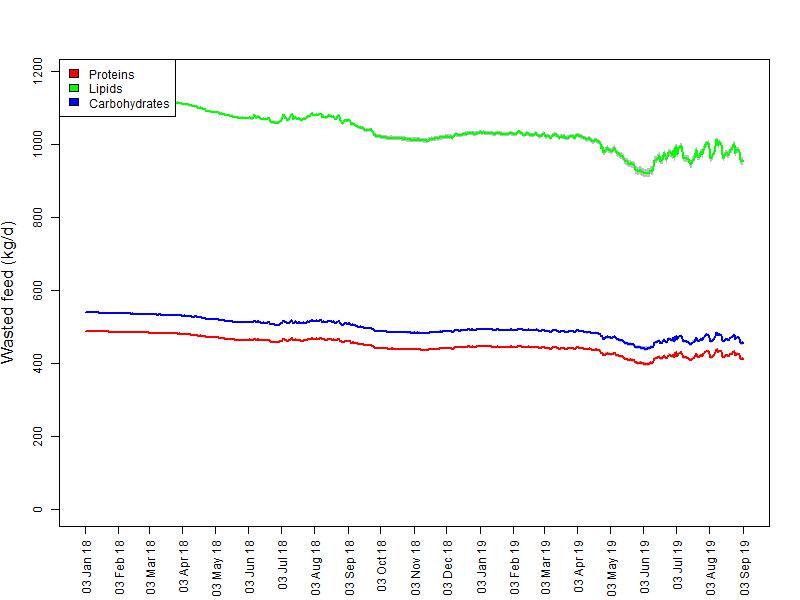 Proteins
Lipids
Carbohydrates
Wasted feed (kg/d)
1200
1000
800
600
400
200
0
03 Jan 18
03 Feb 18
03 Mar 18
03 Apr 18
03 May 18
03 Jun 18
03 Jul 18
03 Aug 18
03 Sep 18
03 Oct 18
03 Nov 18
03 Dec 18
03 Jan 19
03 Feb 19
03 Mar 19
03 Apr 19
03 May 19
03 Jun 19
03 Jul 19
03 Aug 19
03 Sep 19